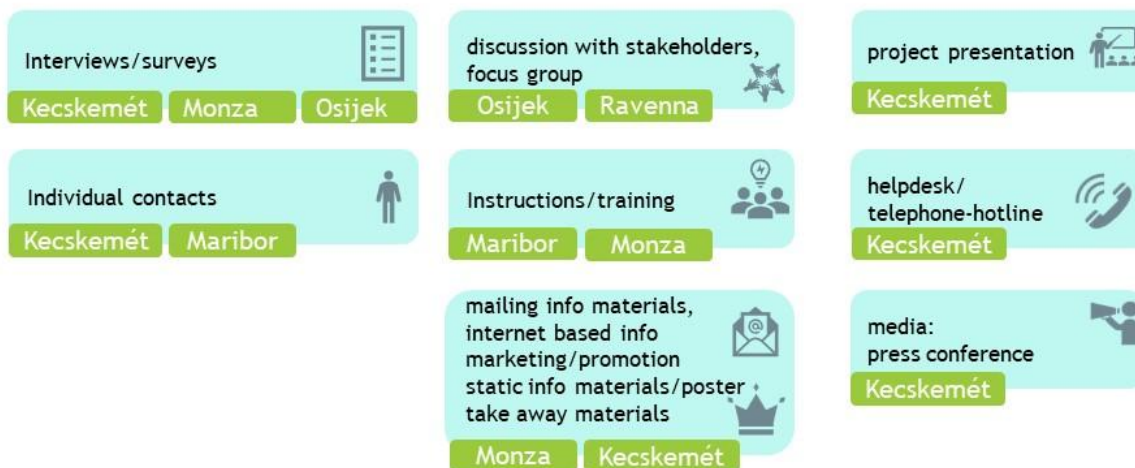 Interviews/surveys
Kecskemét Monza Osijek
Individual contacts
Kecskemét Maribor
discussion with stakeholders,
focus group
Osijek Ravenna
Instructions/training
Maribor Monza
mailing info materials,
internet based info
marketing/promotion
static info materials/poster
take away materials
Monza Kecskemét
project presentation
Kecskemét
helpdesk/
telephone-hotline
Kecskemét
media:
press conference
Kecskemét